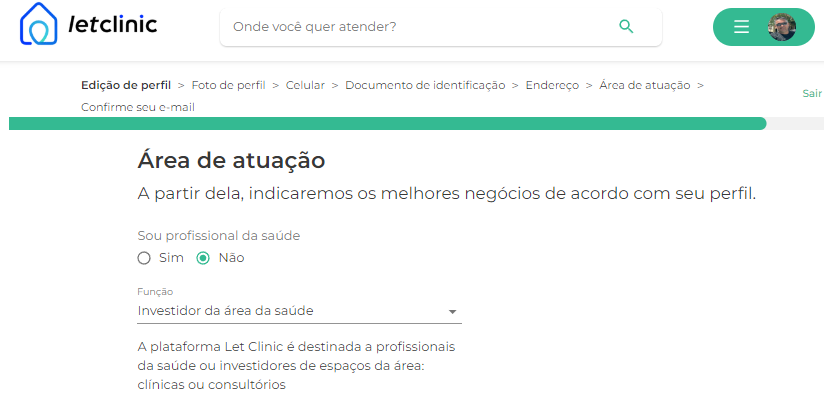 letclinic
Onde você quer atender?
Edição de perfil > Foto de perfil > Celular > Documento de identificação > Endereço > Área de atuação >
Confirme seu e-mail
Sair
Área de atuação
A partir dela, indicaremos os melhores negócios de acordo com seu perfil.
Sou profissional da saúde
Sim Não
Função
Investidor da área da saúde
A plataforma Let Clinic é destinada a profissionais
da saúde ou investidores de espaços da área:
clínicas ou consultórios